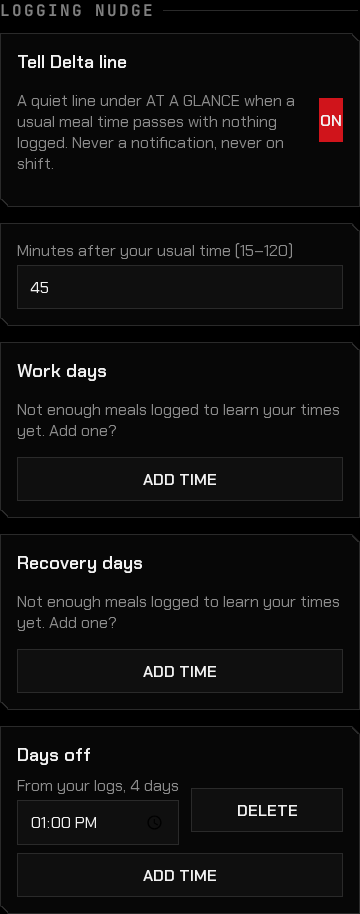 LOGGING NUDGE
Tell Delta line
A quiet line under AT A GLANCE when a
usual meal time passes with nothing
logged. Never a notification, never on
shift.
ON
Minutes after your usual time (15–120)
45
Work days
Not enough meals logged to learn your times
yet. Add one?
ADD TIME
Recovery days
Not enough meals logged to learn your times
yet. Add one?
ADD TIME
Days off
From your logs, 4 days
01:00 PM
DELETE
ADD TIME